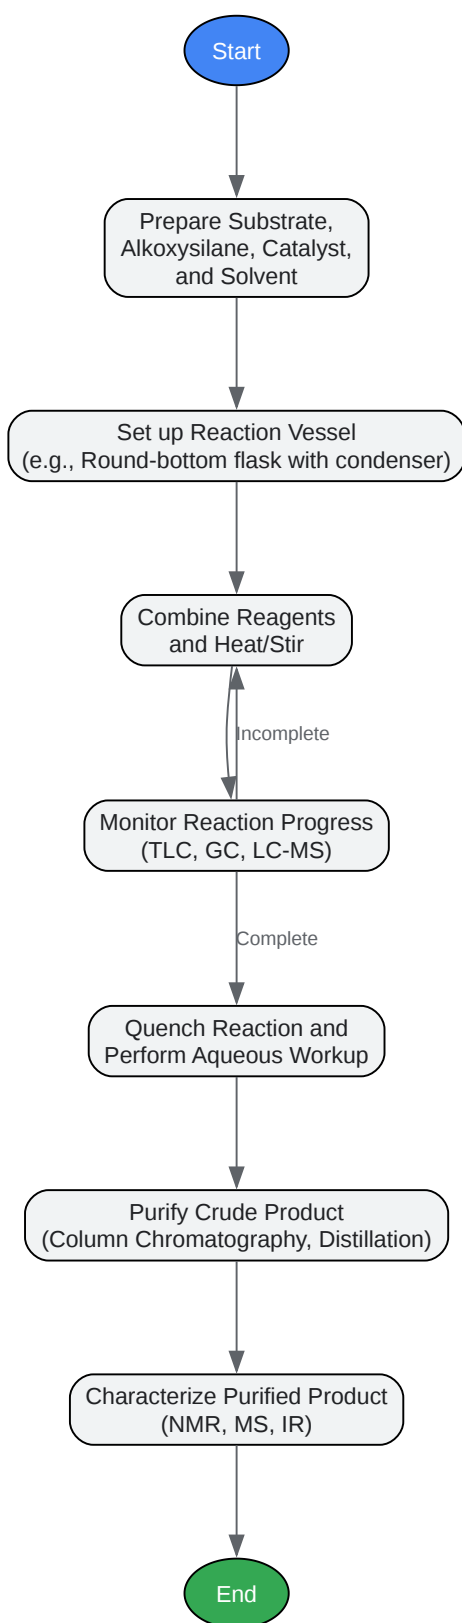 Start
Prepare Substrate,
Alkoxysilane, Catalyst,
and Solvent
Set up Reaction Vessel
(e.g., Round-bottom flask with condenser)
Combine Reagents
and Heat/Stir
Incomplete
Monitor Reaction Progress
(TLC, GC, LC-MS)
Complete
Quench Reaction and
Perform Aqueous Workup
Purify Crude Product
(Column Chromatography, Distillation)
Characterize Purified Product
(NMR, MS, IR)
End